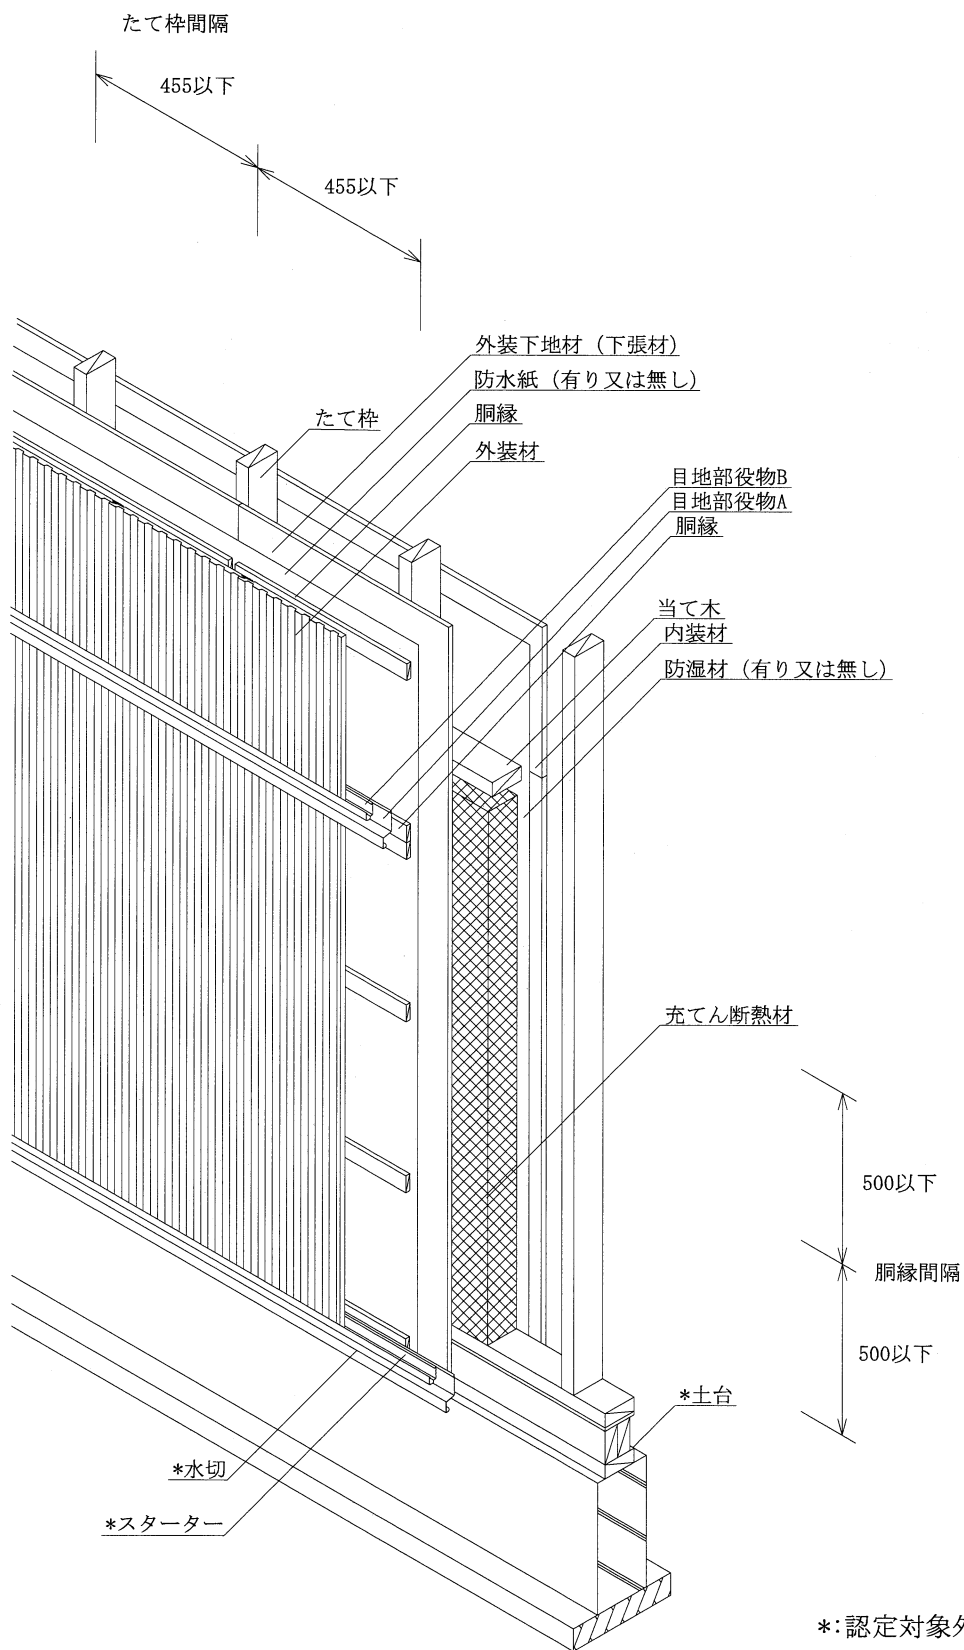 たて枠間隔
455以下
455以下
外装下地材（下張材）
防水紙（有り又は無し）
胴縁
外装材
たて枠
目地部役物B
目地部役物A
胴縁
当て木
内装材
防湿材（有り又は無し）
充てん断熱材
500以下
胴縁間隔
500以下
*土台
*水切
*スターター
*:認定対象外